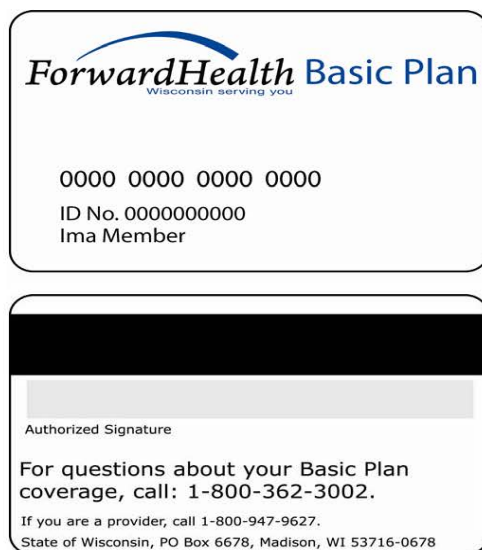 ForwardHealth Basic Plan
Wisconsin serving you
0000 0000 0000 0000
ID No. 0000000000
Ima Member
Authorized Signature
For questions about your Basic Plan
coverage, call: 1-800-362-3002.
If you are a provider, call 1-800-947-9627.
State of Wisconsin, PO Box 6678, Madison, WI 53716-0678